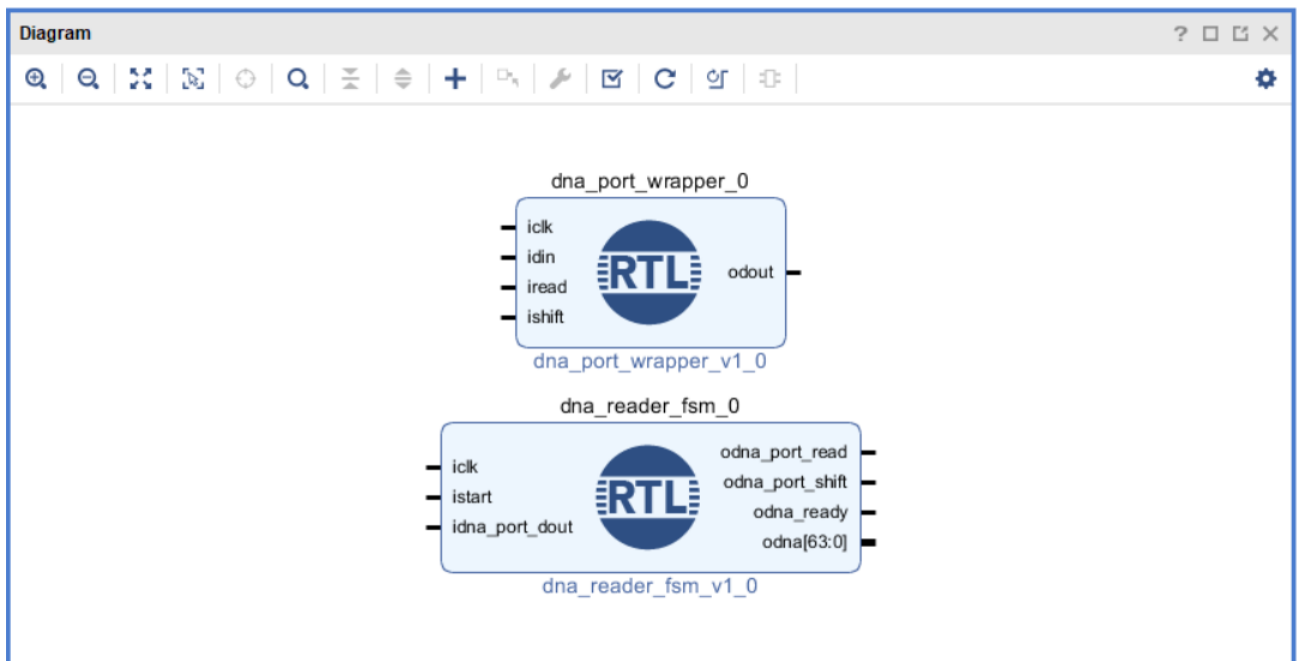 Diagram
dna_port_wrapper_0
iclk
idin
iread
ishift
RTL
odout
dna_port_wrapper_v1_0
dna_reader_fsm_0
iclk
istart
idna_port_dout
RTL
odna_port_read
odna_port_shift
odna_ready
odna[63:0]
dna_reader_fsm_v1_0